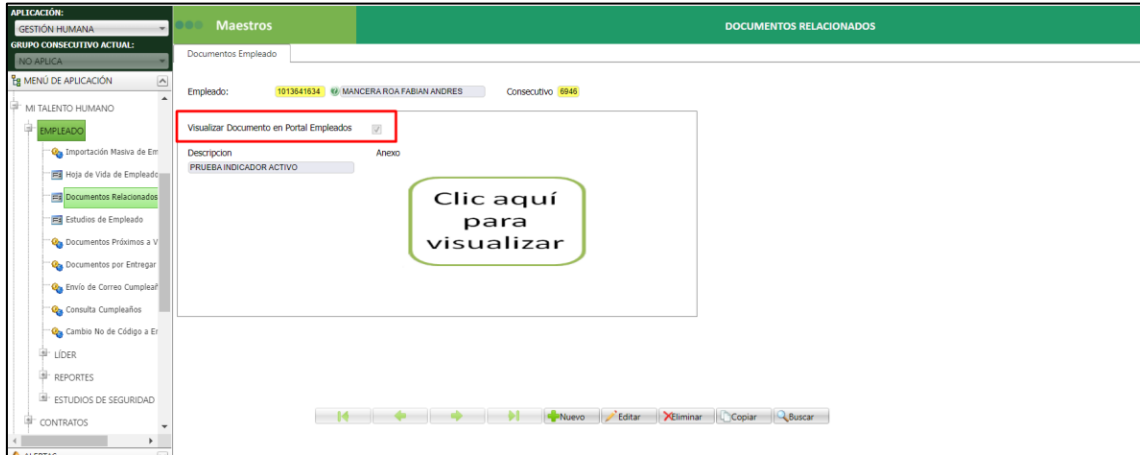 APLICACIÓN:
GESTIÓN HUMANA
GRUPO CONSECUTIVO ACTUAL:
NO APLICA
MENÚ DE APLICACIÓN
MI TALENTO HUMANO
EMPLEADO
Importación Masiva de Em
Hoja de Vida de Empleado
Documentos Relacionados
Estudios de Empleado
Documentos Próximos a V
Documentos por Entregar
Envío de Correo Cumpleañ
Consulta Cumpleaños
Cambio No de Código a Em
LÍDER
REPORTES
ESTUDIOS DE SEGURIDAD
CONTRATOS
ALERTAS
Maestros
DOCUMENTOS RELACIONADOS
Documentos Empleado
Empleado: 1013641634 MANCERA ROA FABIAN ANDRES Consecutivo 6946
Visualizar Documento en Portal Empleados
Descripcion Anexo
PRUEBA INDICADOR ACTIVO
Clic aquí
para
visualizar
Nuevo Editar Eliminar Copiar Buscar